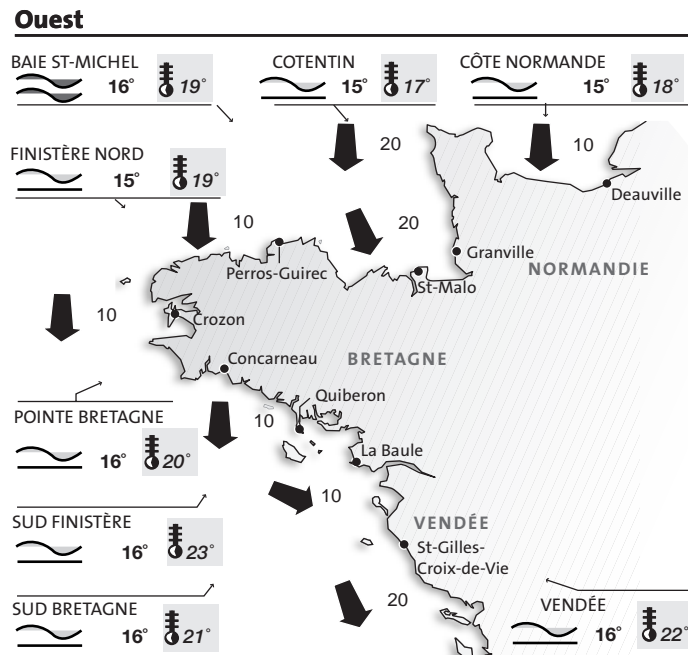 Ouest
BAIE ST-MICHEL
16° 19°
COTENTIN
15° 17°
CÔTE NORMANDE
15° 18°
20
10
Deauville
FINISTÈRE NORD
15° 19°
10
20
Granville
NORMANDIE
Perros-Guirec
St-Malo
10
Crozon
Concarneau
BRETAGNE
Quiberon
10
POINTE BRETAGNE
16° 20°
La Baule
10
SUD FINISTÈRE
16° 23°
VENDÉE
St-Gilles-
Croix-de-Vie
20
SUD BRETAGNE
16° 21°
VENDÉE
16° 22°